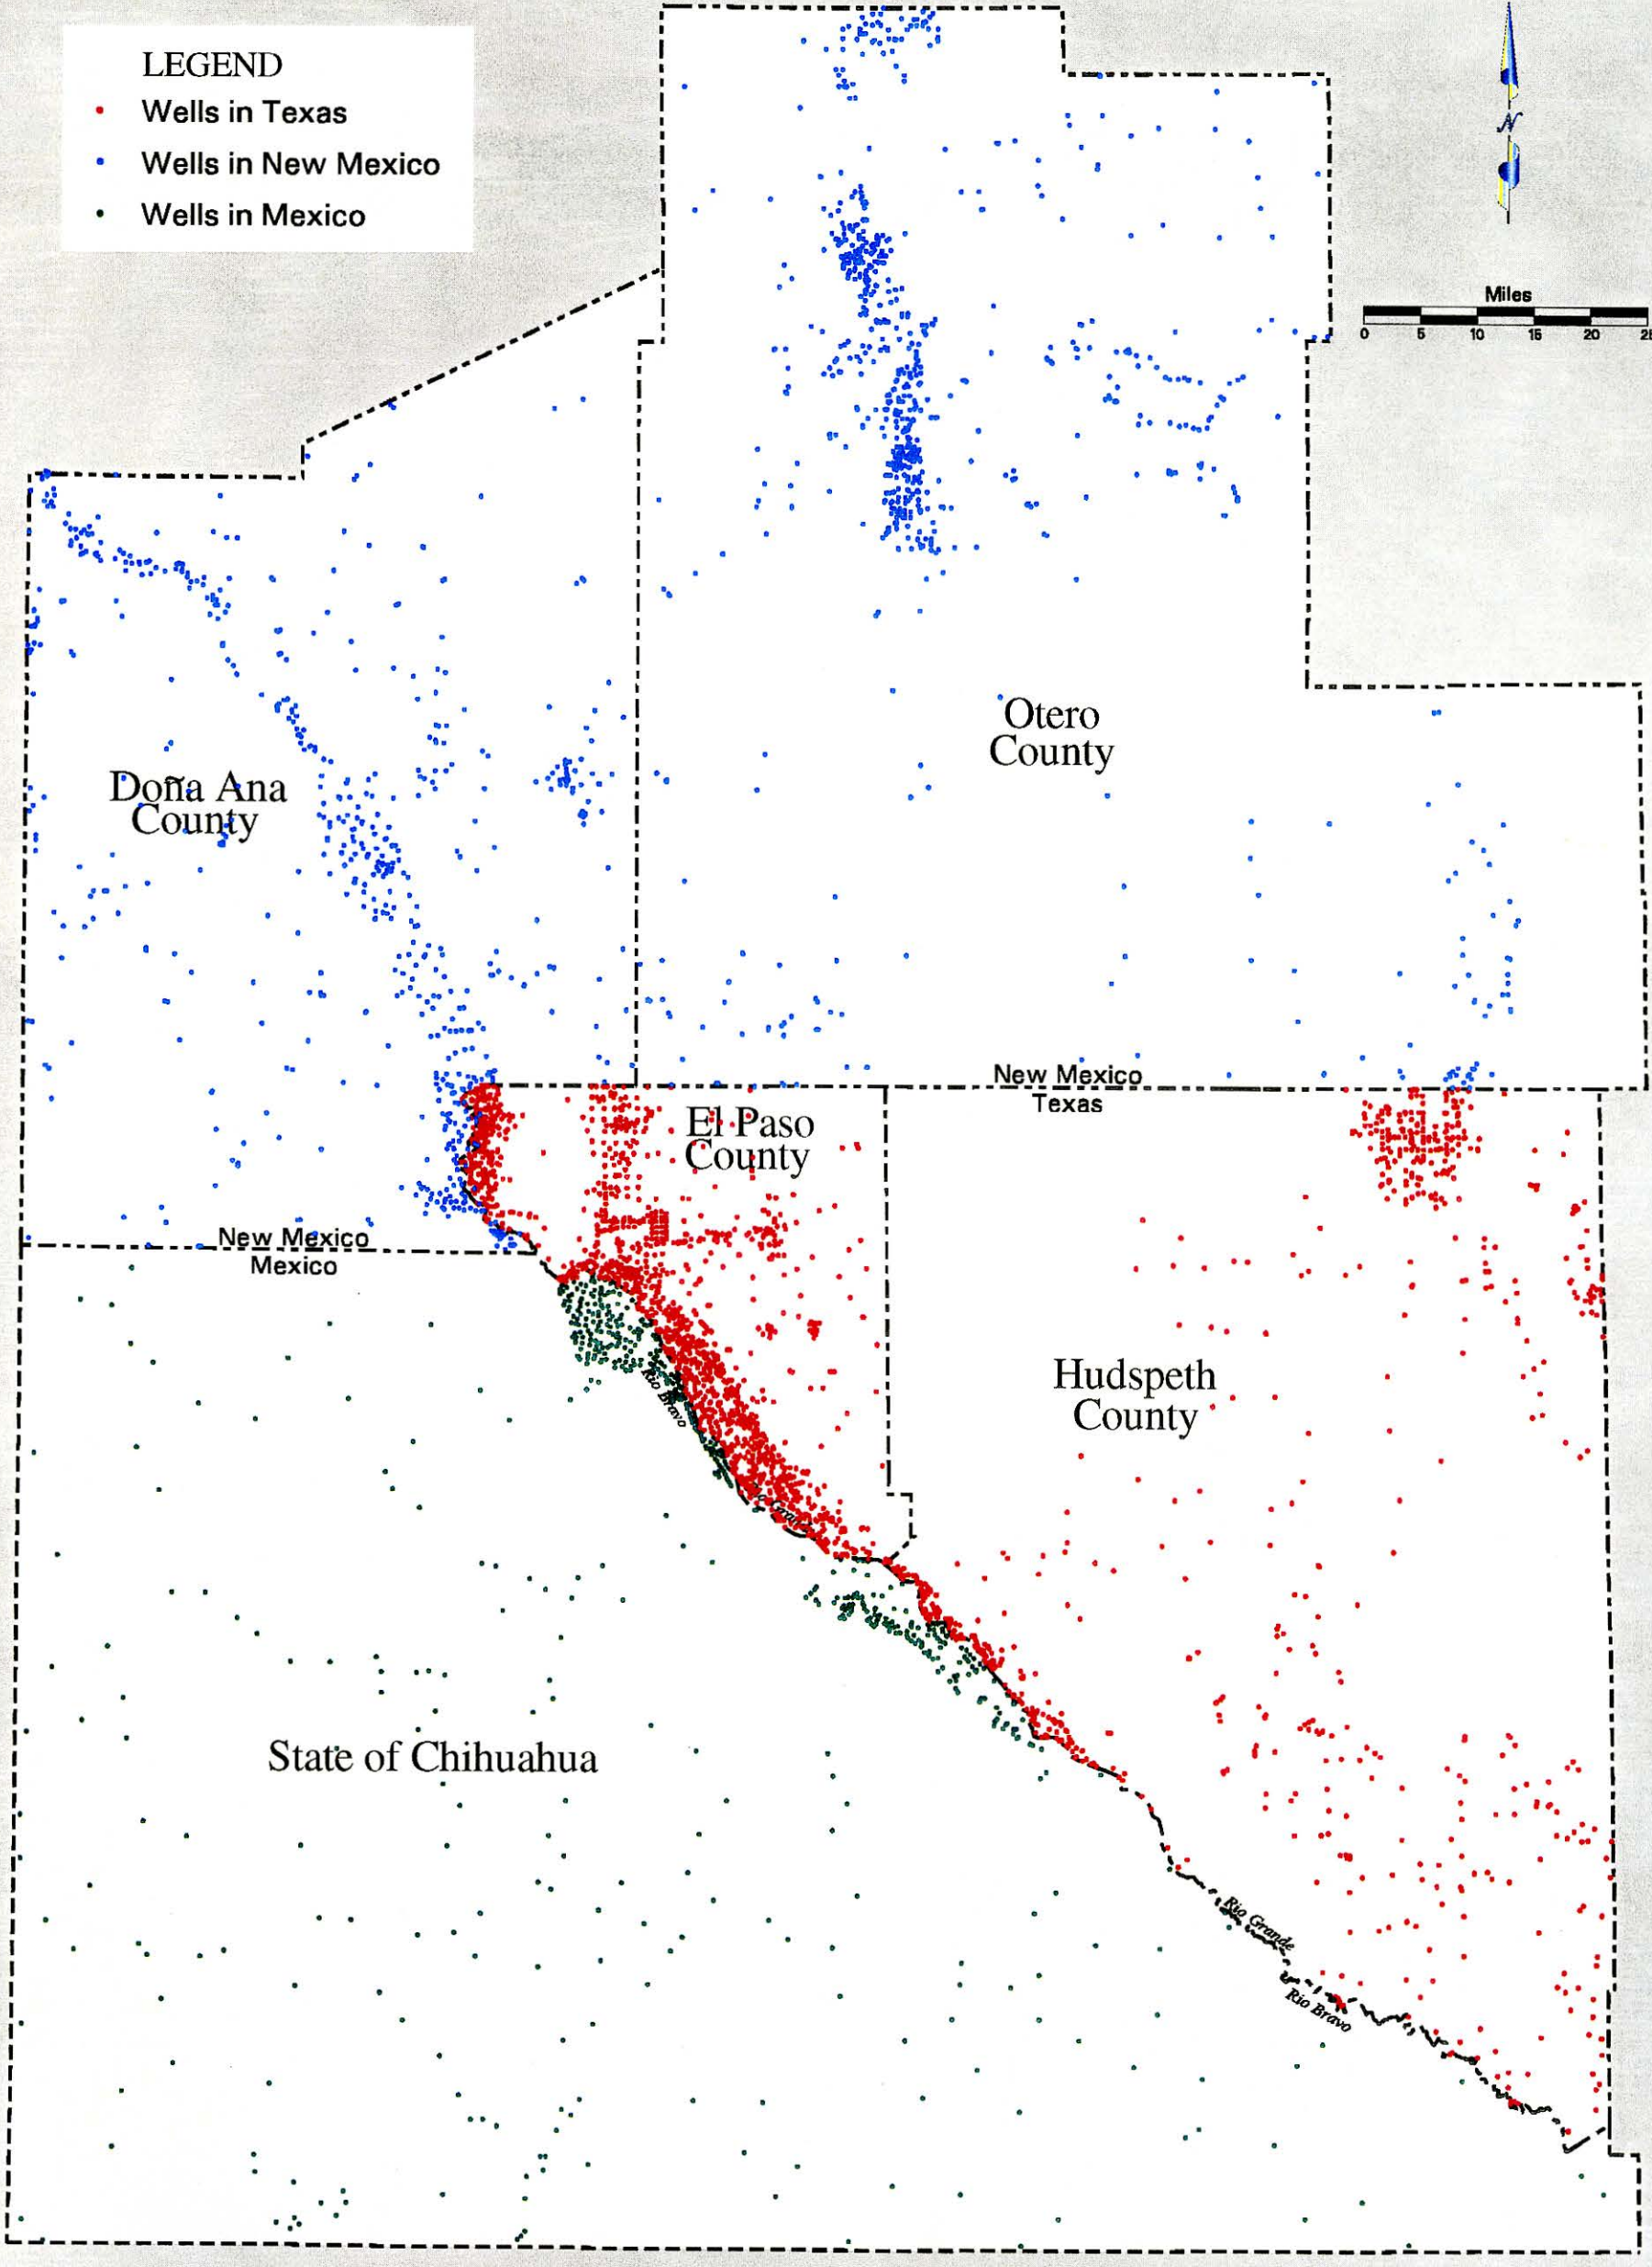 LEGEND
Wells in Texas
Wells in New Mexico
Wells in Mexico
N
Miles
0 5 10 15 20
Otero
County
Doña Ana
County
New Mexico
Texas
El Paso
County
New Mexico
Mexico
Hudspeth
County
Rio Bravo
State of Chihuahua
Rio Grande
Rio Bravo